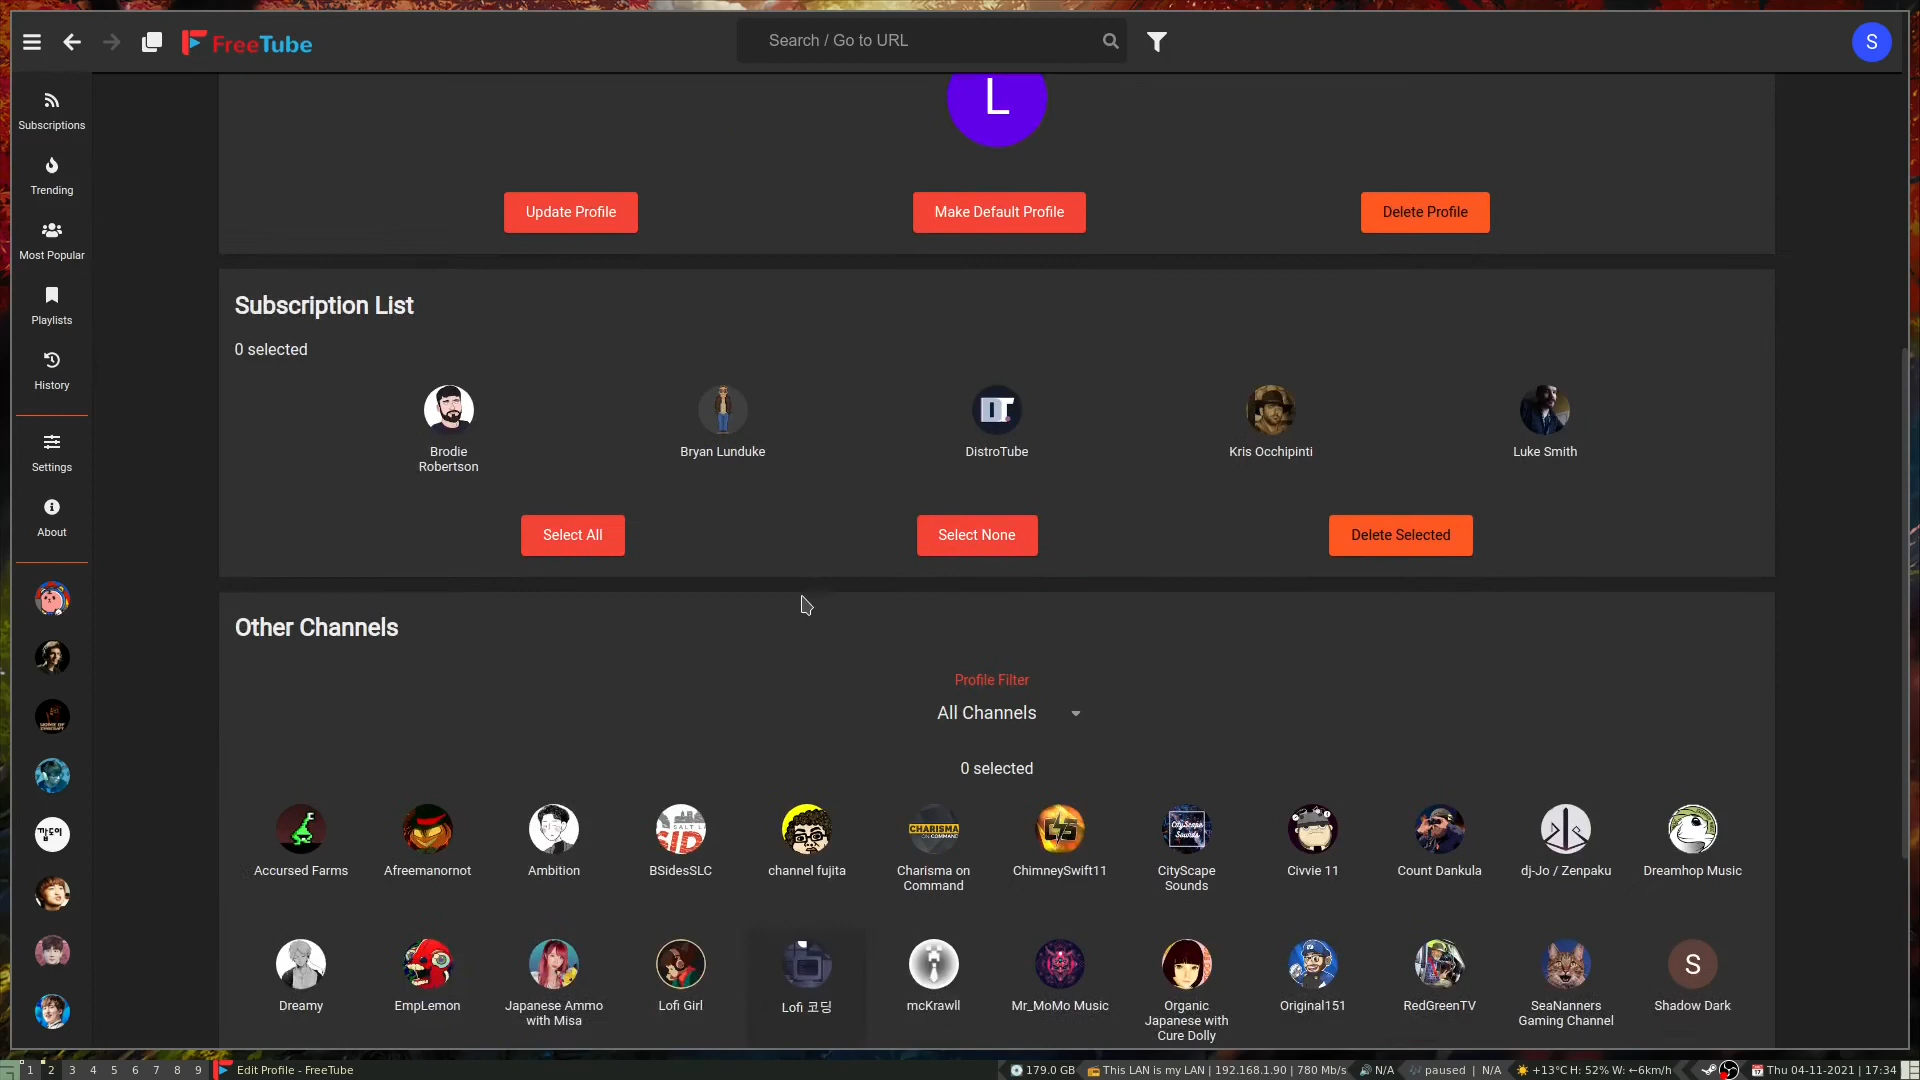 FreeTube
Search / Go to URL
S
Subscriptions
Trending
Most Popular
Playlists
History
Settings
About
L
Update Profile
Make Default Profile
Delete Profile
Subscription List
0 selected
DT
Brodie
Robertson
Bryan Lunduke
DistroTube
Kris Occhipinti
Luke Smith
Select All
Select None
Delete Selected
Other Channels
Profile Filter
All Channels
0 selected
Accursed Farms
Afreemanornot
Ambition
BSidesSLC
channel fujita
Charisma on
Command
ChimneySwift11
CityScape
Sounds
Civvie 11
Count Dankula
dj-Jo / Zenpaku
Dreamhop Music
S
Dreamy
EmpLemon
Japanese Ammo
with Misa
Lofi Girl
Lofi 코딩
mcKrawll
Mr_MoMo Music
Organic
Japanese with
Cure Dolly
Original151
RedGreenTV
SeaNanners
Gaming Channel
Shadow Dark
1 2 3 4 5 6 7 8 9 Edit Profile - FreeTube
179.0 GB This LAN is my LAN | 192.168.1.90 | 780 Mb/s N/A paused | N/A +13°C H: 52% W: ←6km/h Thu 04-11-2021 | 17:34